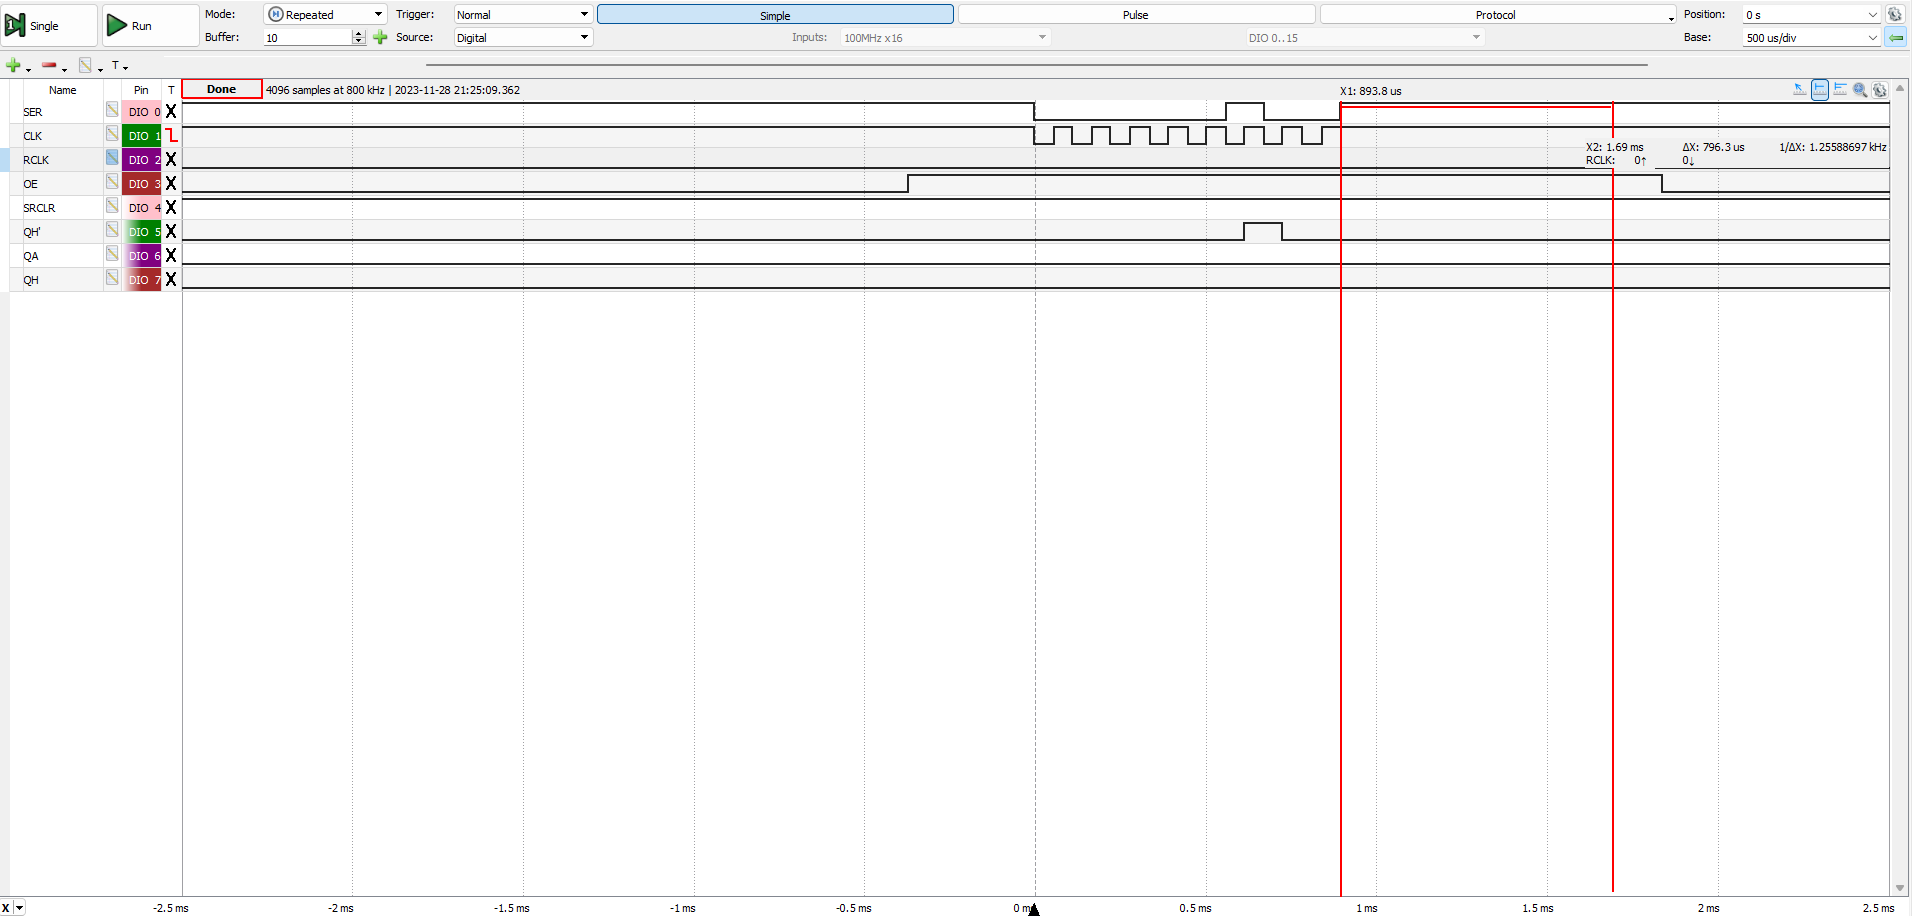 Single
Run
Mode: Repeated Trigger: Normal Simple Pulse Protocol Position: 0 s
Buffer: 10 Source: Digital Inputs: 100MHz x16 DIO 0..15 Base: 500 us/div
T
Name Pin T Done 4096 samples at 800 kHz | 2023-11-28 21:25:09.362 X1: 893.8 us
SER DIO 0 X
CLK DIO 1
RCLK DIO 2 X
X2: 1.69 ms ΔX: 796.3 us 1/ΔX: 1.25588697 kHz
RCLK: 0↑ 0↓
OE DIO 3 X
SRCLR DIO 4 X
QH' DIO 5 X
QA DIO 6 X
QH DIO 7 X
X -2.5 ms -2 ms -1.5 ms -1 ms -0.5 ms 0 ms 0.5 ms 1 ms 1.5 ms 2 ms 2.5 ms